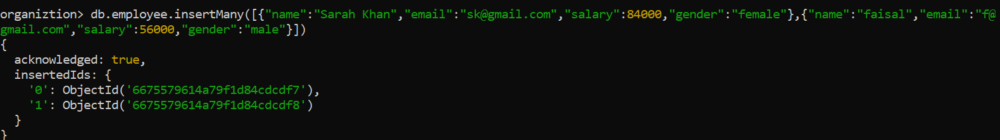 organiztion> db.employee.insertMany([{"name":"Sarah Khan","email":"sk@gmail.com","salary":84000,"gender":"female"},{"name":"faisal","email":"f@
gmail.com","salary":56000,"gender":"male"}])
{
  acknowledged: true,
  insertedIds: {
    '0': ObjectId('6675579614a79f1d84cdcdf7'),
    '1': ObjectId('6675579614a79f1d84cdcdf8')
  }
}